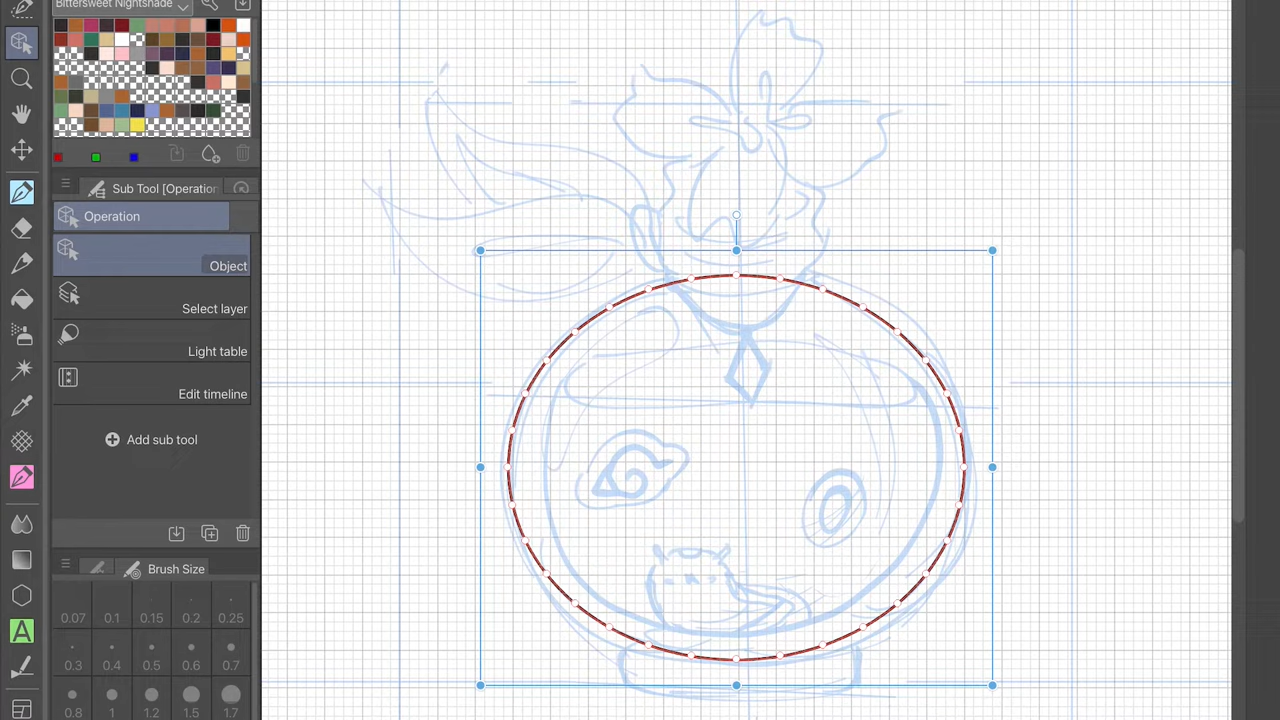 Bittersweet Nightshade
Sub Tool [Operation
Operation
Object
Select layer
Light table
Edit timeline
Add sub tool
Brush Size
0.07 0.1 0.15 0.2 0.25
0.3 0.4 0.5 0.6 0.7
0.8 1 1.2 1.5 1.7
A